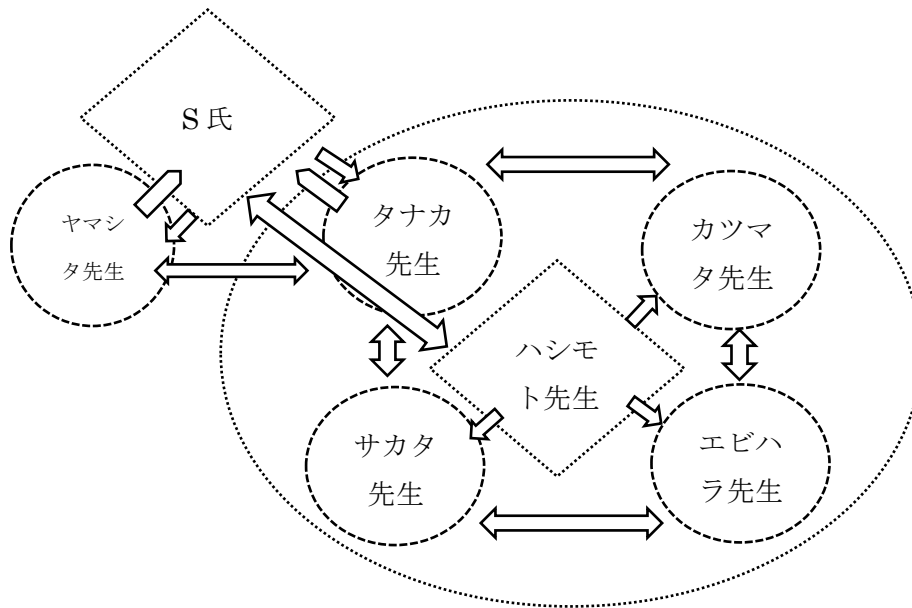 S 氏
ヤマシ
タ先生
タナカ
先生
カツマ
タ先生
ハシモ
ト先生
サカタ
先生
エビハ
ラ先生